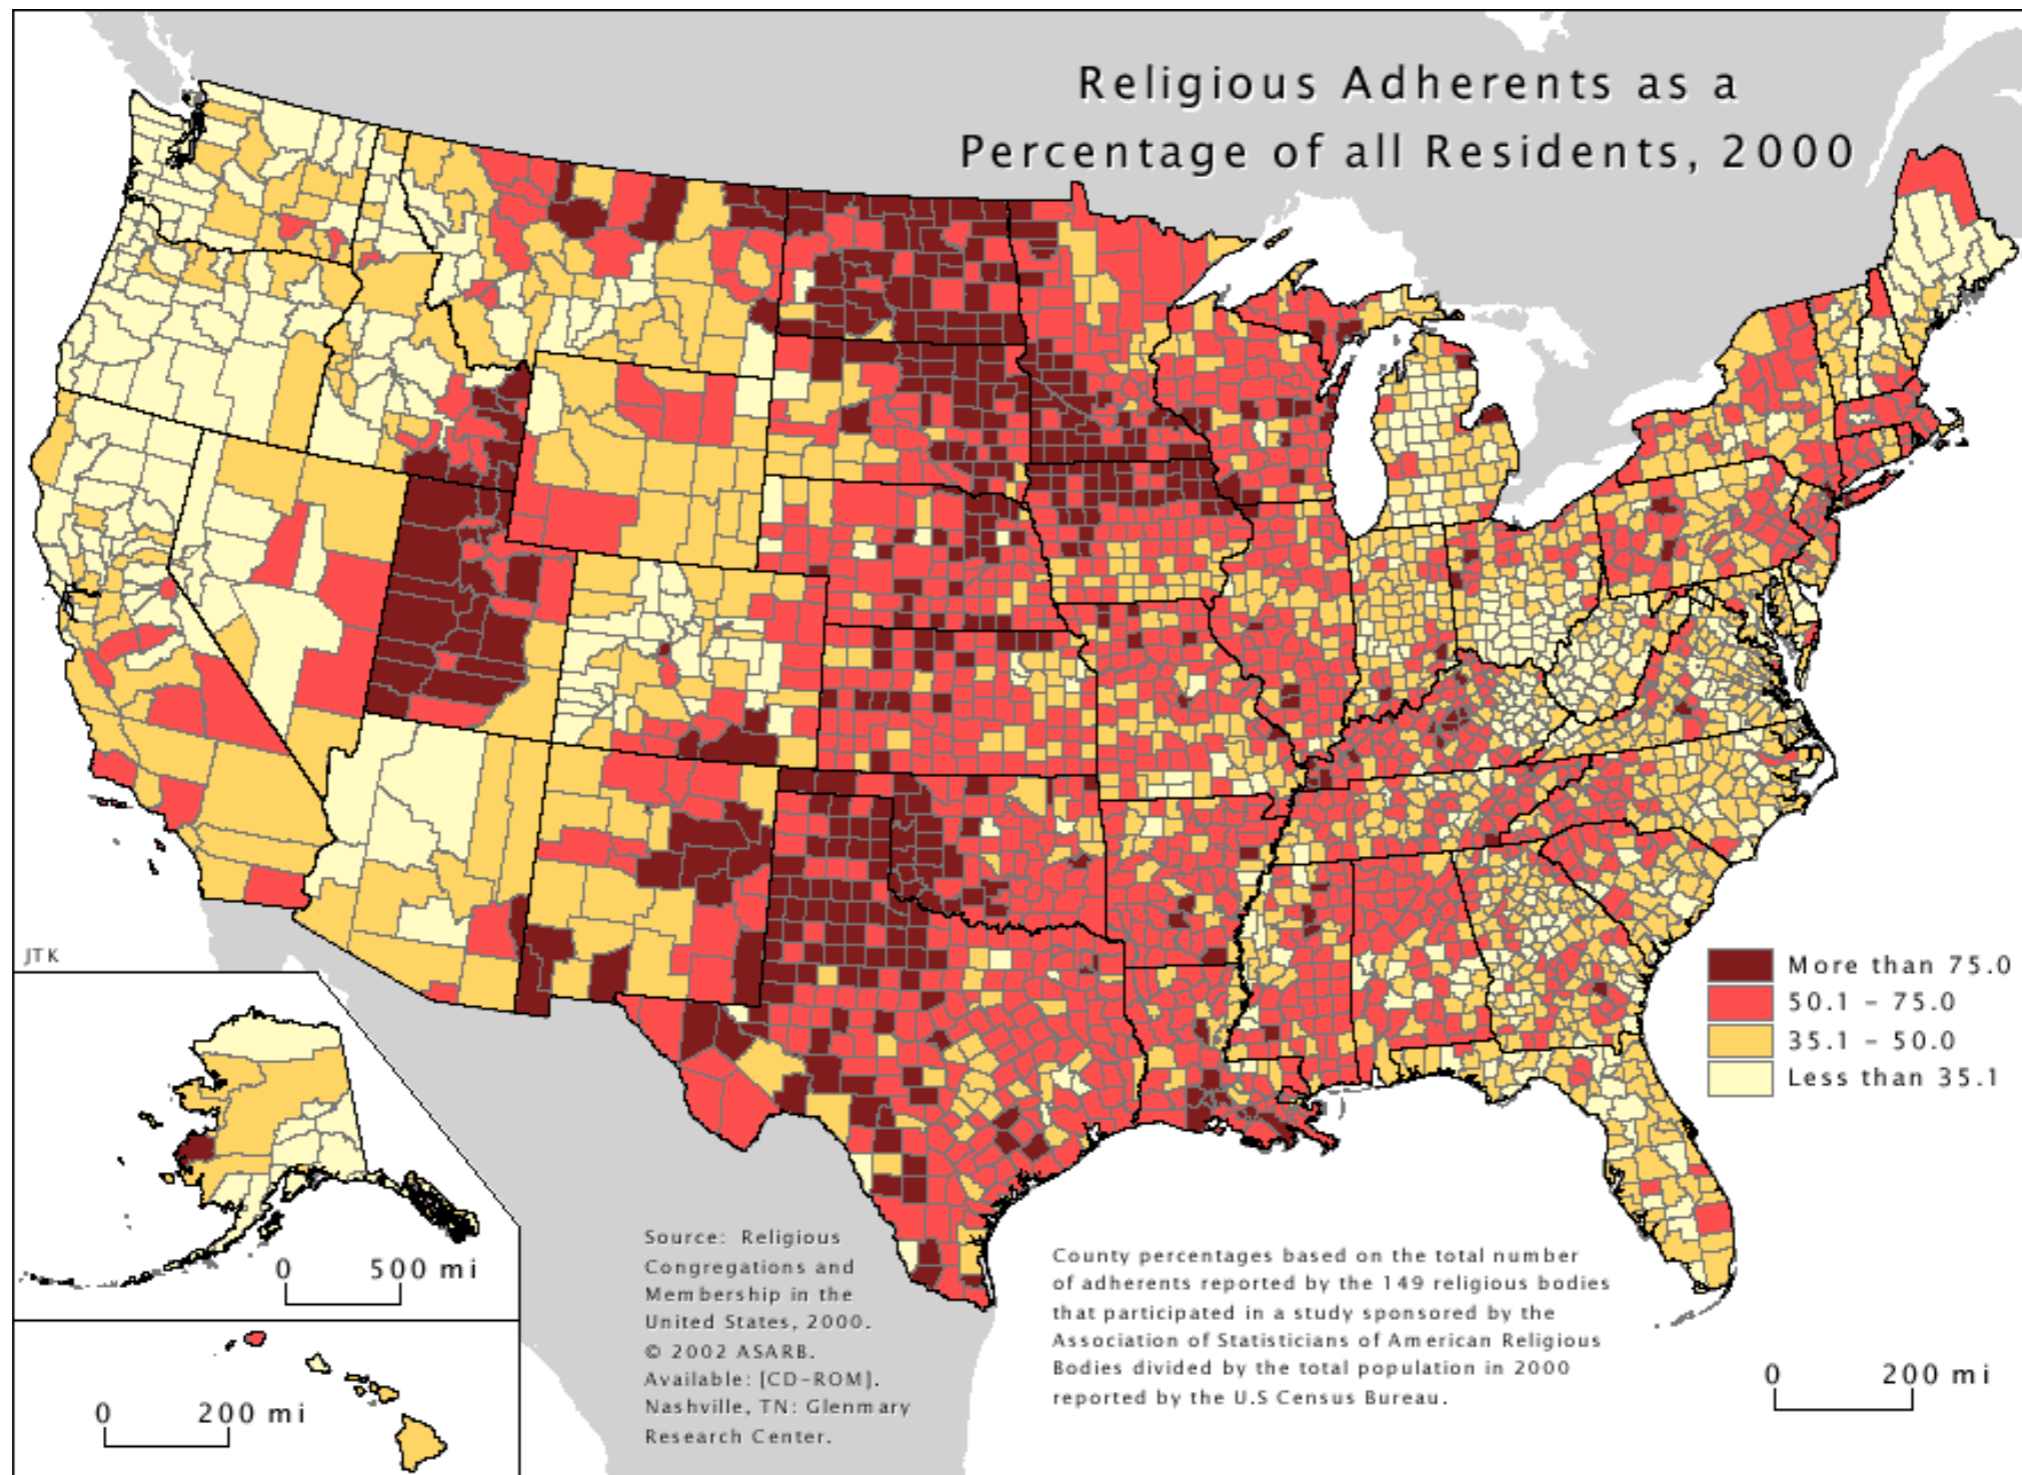 Religious Adherents as a
Percentage of all Residents, 2000
JTK
More than 75.0
50.1 – 75.0
35.1 – 50.0
Less than 35.1
0 500 mi
0 200 mi
Source: Religious
Congregations and
Membership in the
United States, 2000.
© 2002 ASARB.
Available: [CD-ROM].
Nashville, TN: Glenmary
Research Center.
County percentages based on the total number
of adherents reported by the 149 religious bodies
that participated in a study sponsored by the
Association of Statisticians of American Religious
Bodies divided by the total population in 2000
reported by the U.S Census Bureau.
0 200 mi